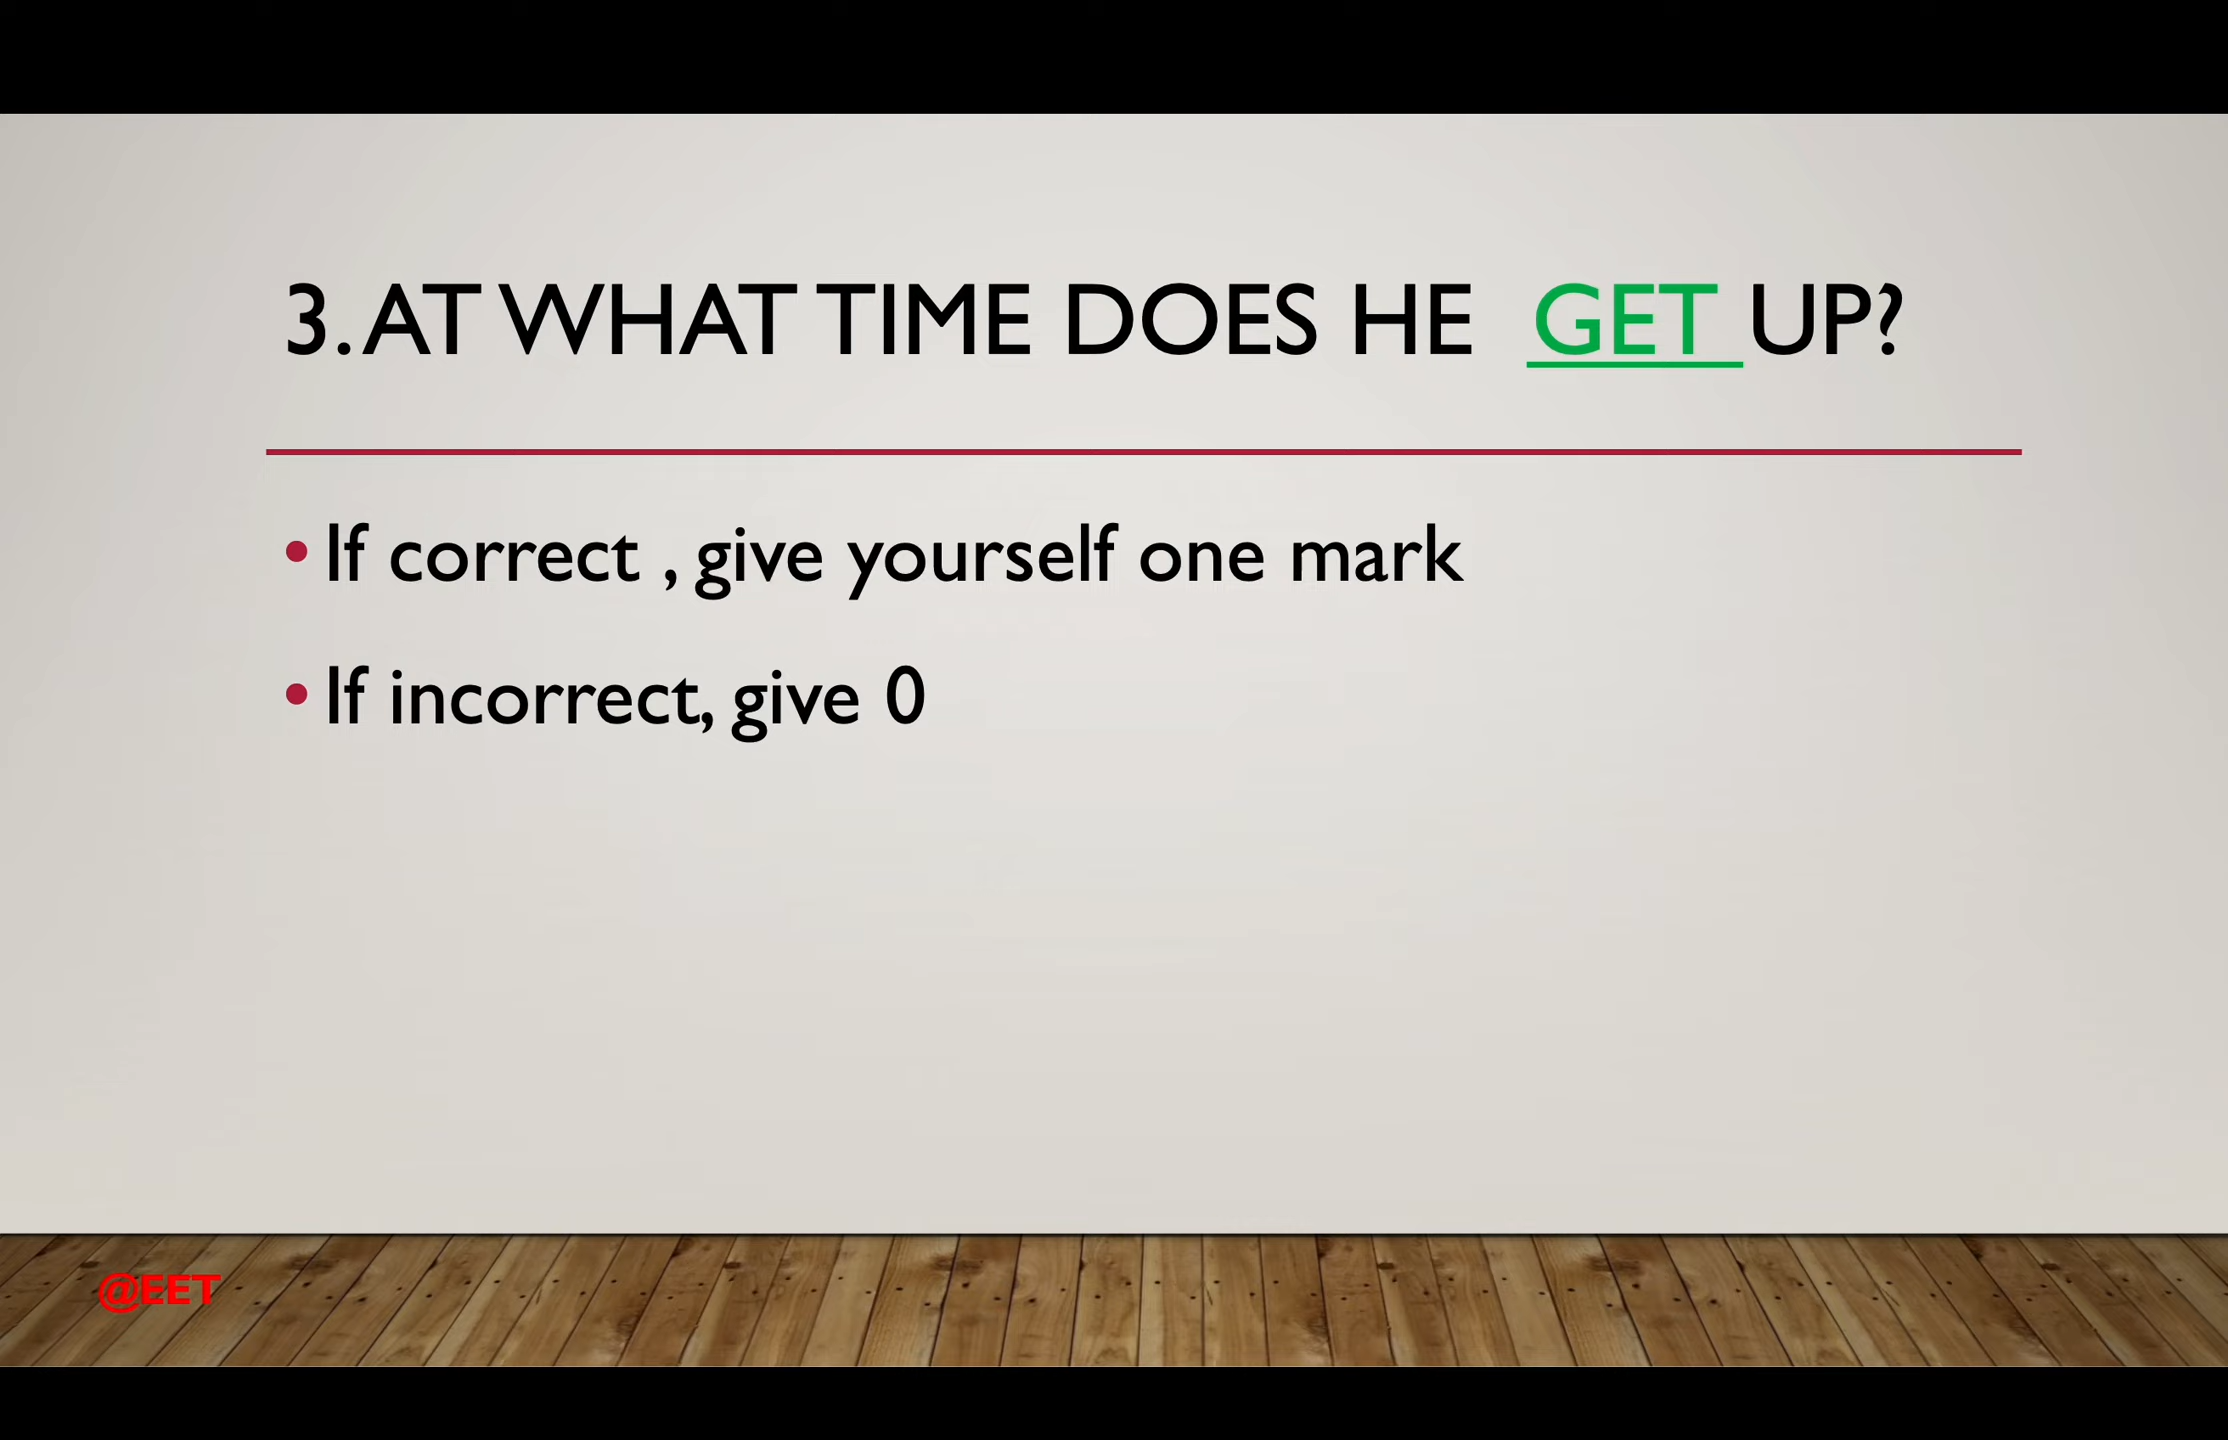 3. AT WHAT TIME DOES HE GET UP?
• If correct , give yourself one mark
• If incorrect, give 0
@EET